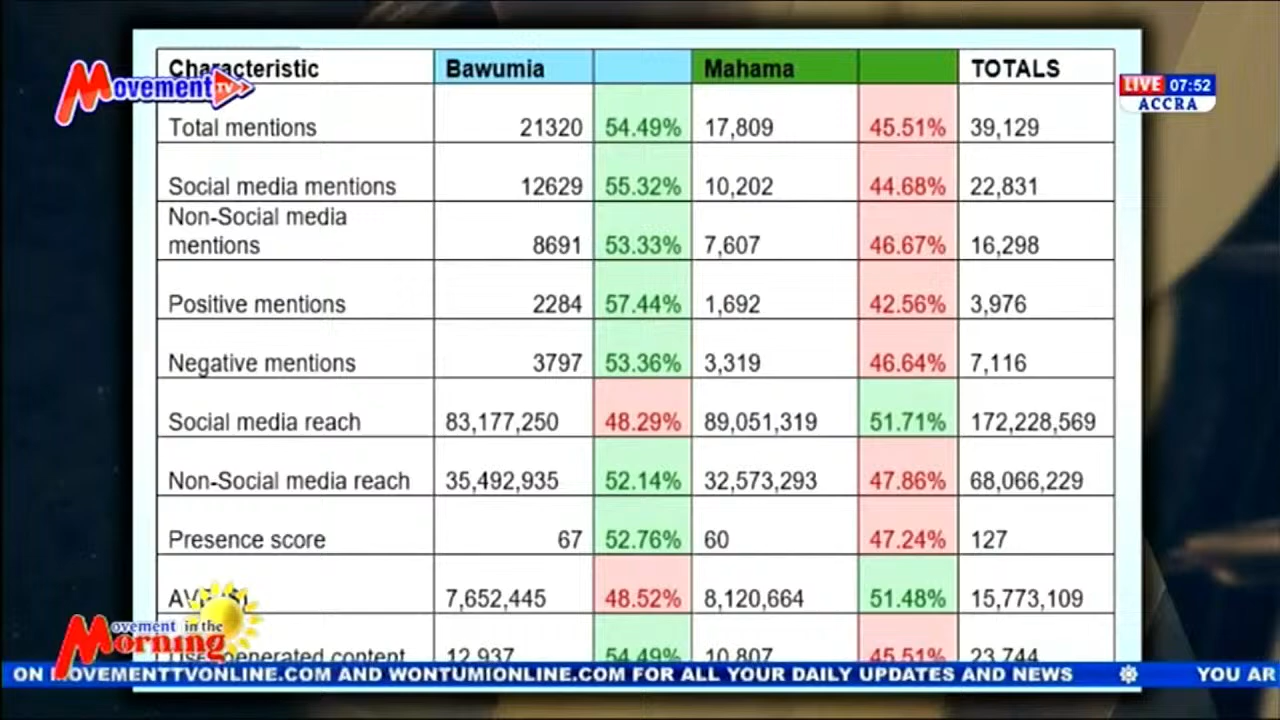 Characteristic Bawumia Mahama TOTALS
Movement TV
LIVE 07:52
ACCRA
Total mentions 21320 54.49% 17,809 45.51% 39,129
Social media mentions 12629 55.32% 10,202 44.68% 22,831
Non-Social media
mentions 8691 53.33% 7,607 46.67% 16,298
Positive mentions 2284 57.44% 1,692 42.56% 3,976
Negative mentions 3797 53.36% 3,319 46.64% 7,116
Social media reach 83,177,250 48.29% 89,051,319 51.71% 172,228,569
Non-Social media reach 35,492,935 52.14% 32,573,293 47.86% 68,066,229
Presence score 67 52.76% 60 47.24% 127
7,652,445 48.52% 8,120,664 51.48% 15,773,109
Movement in the
Morning
generated content 12,937 54.49% 10,807 45.51% 23,744
ON MOVEMENTTVONLINE.COM AND WONTUMIONLINE.COM FOR ALL YOUR DAILY UPDATES AND NEWS YOU AR